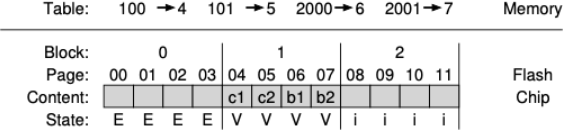 Table: 100 →4 101 →5 2000→6 2001→7 Memory
Block: 0 1 2
Page: 00 01 02 03 04 05 06 07 08 09 10 11 Flash
Content: c1 c2 b1 b2 Chip
State: E E E E V V V V i i i i